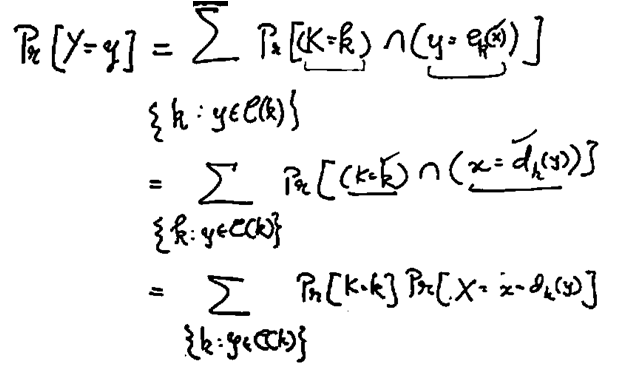 Pr[Y=y] = ∑ Pr[(K=k) ∩ (y= e_k(x))]
{k : y∈C(k)}
= ∑ Pr[(K=k) ∩ (x= d_k(y))]
{k: y∈C(k)}
= ∑ Pr[K=k] Pr[X= x= d_k(y)]
{k: y∈C(k)}